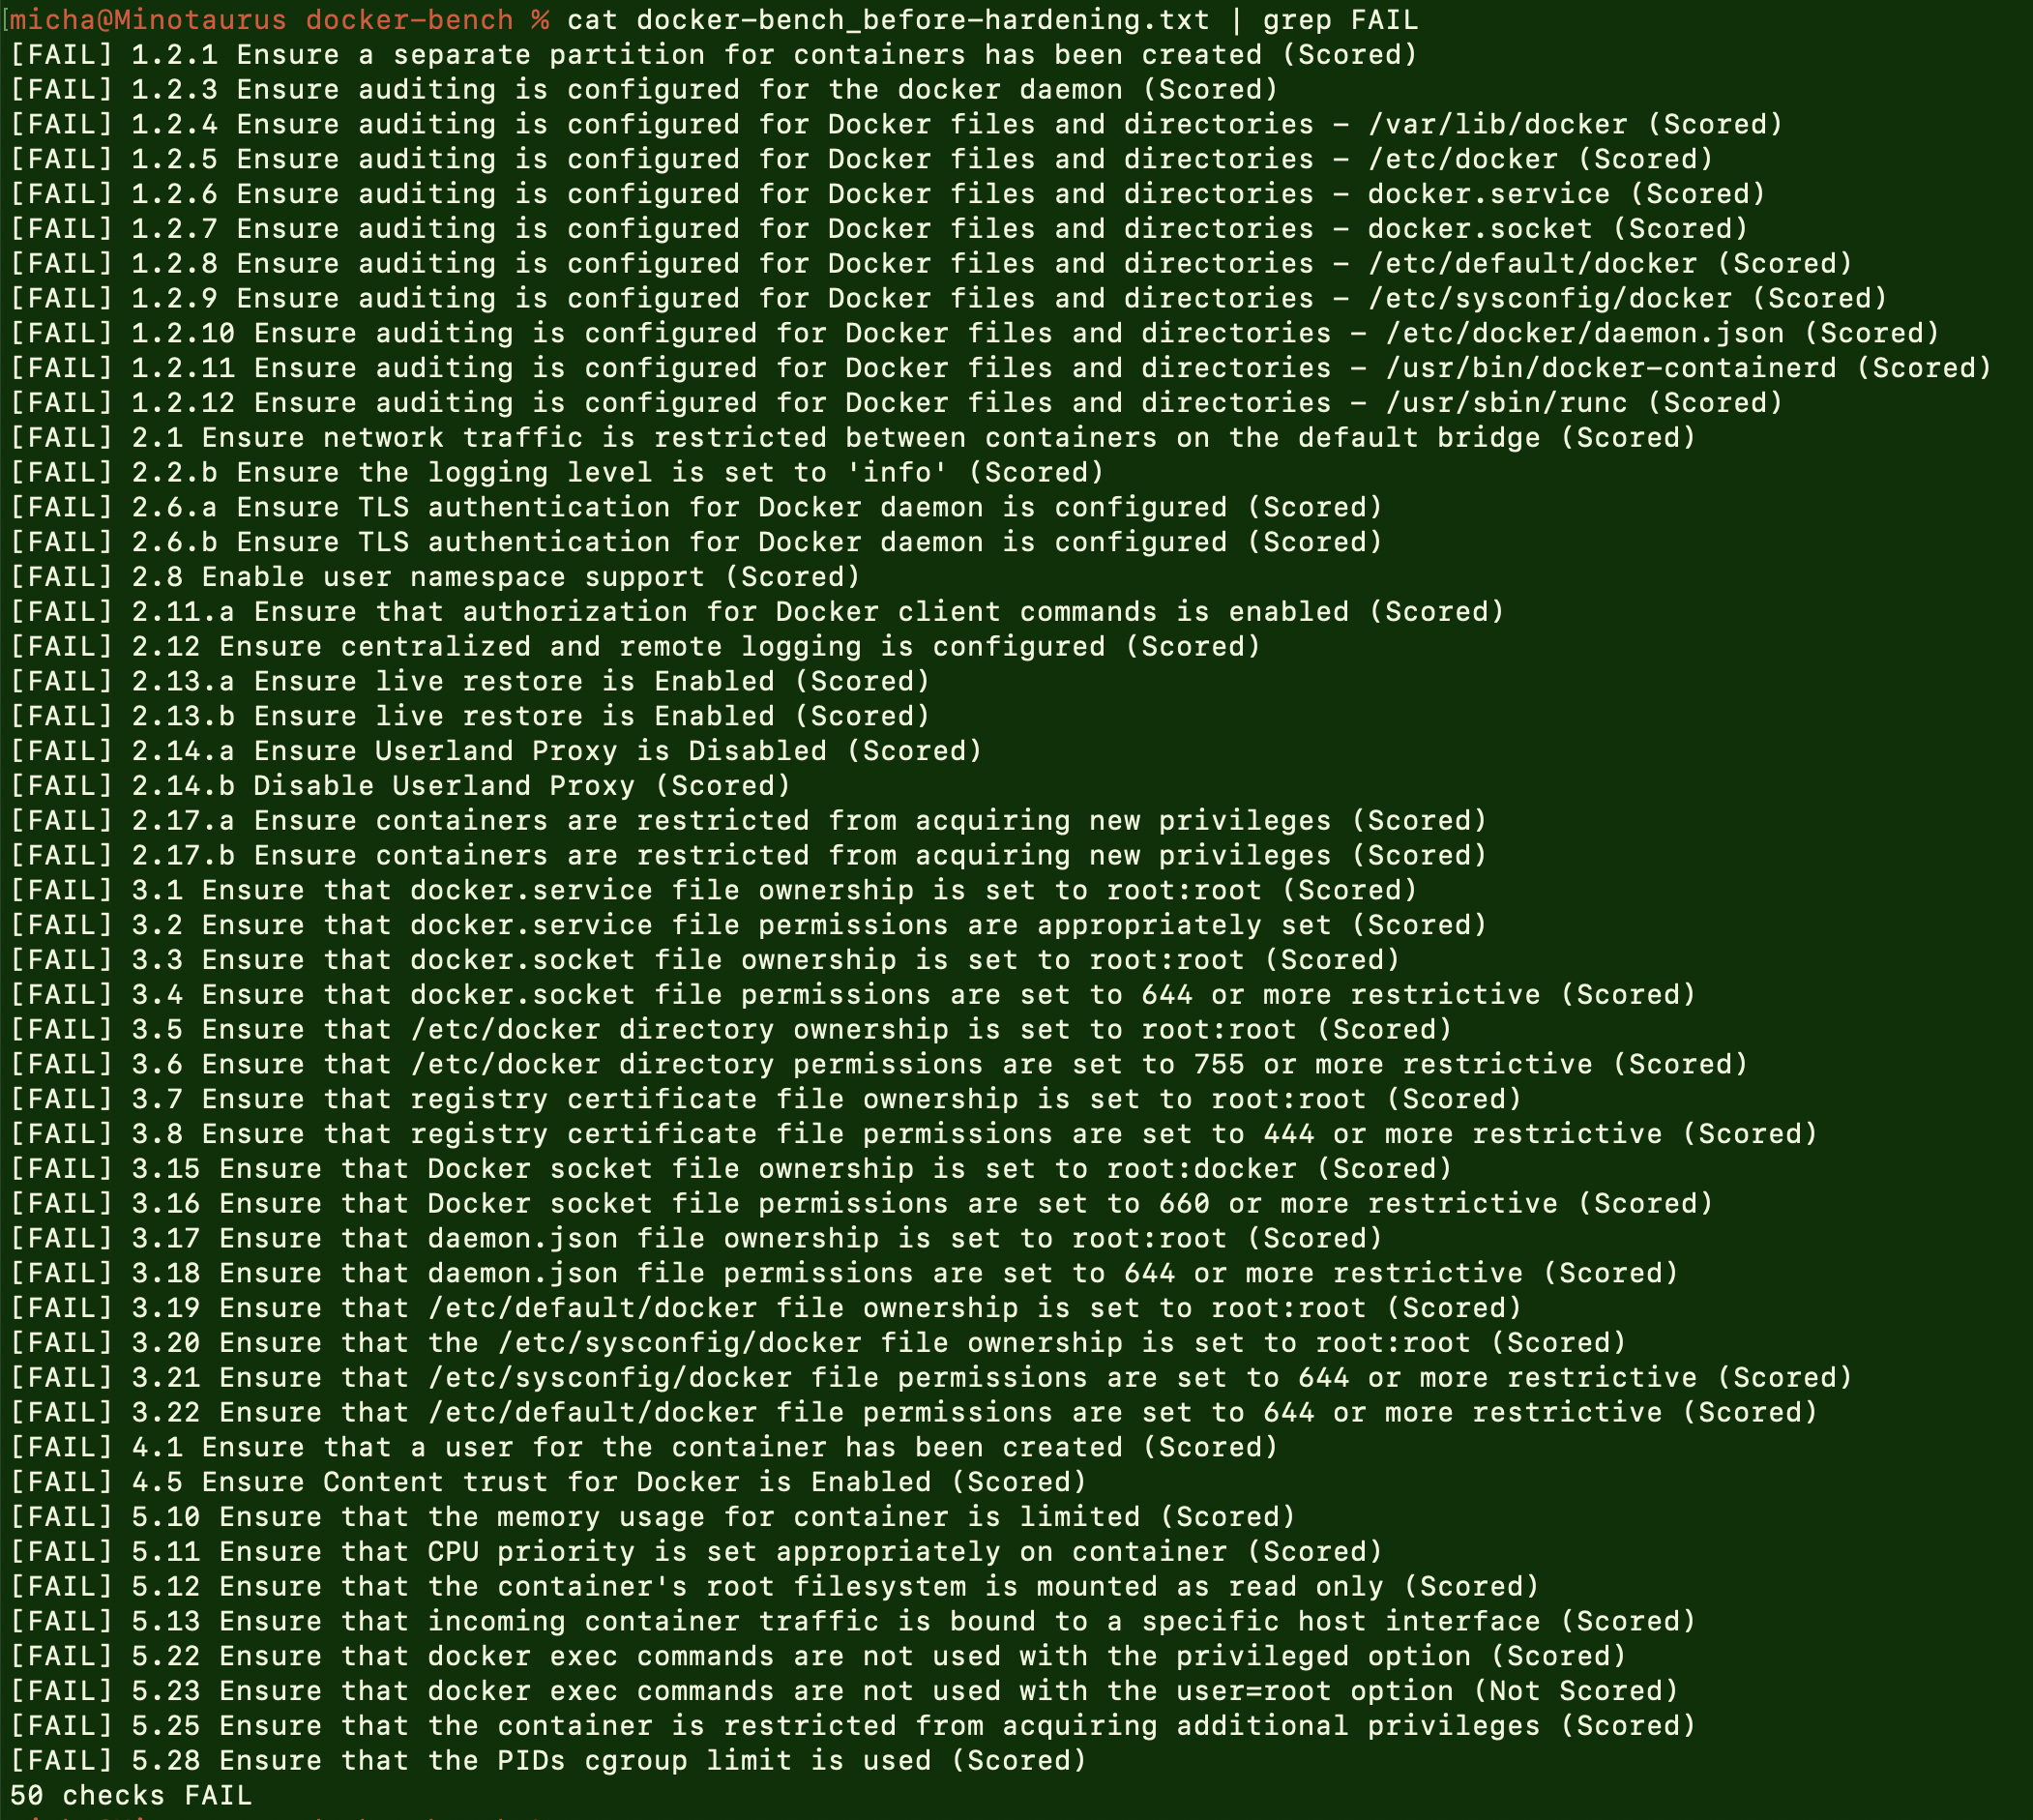 [micha@Minotaurus docker-bench % cat docker-bench_before-hardening.txt | grep FAIL
[FAIL] 1.2.1 Ensure a separate partition for containers has been created (Scored)
[FAIL] 1.2.3 Ensure auditing is configured for the docker daemon (Scored)
[FAIL] 1.2.4 Ensure auditing is configured for Docker files and directories - /var/lib/docker (Scored)
[FAIL] 1.2.5 Ensure auditing is configured for Docker files and directories - /etc/docker (Scored)
[FAIL] 1.2.6 Ensure auditing is configured for Docker files and directories - docker.service (Scored)
[FAIL] 1.2.7 Ensure auditing is configured for Docker files and directories - docker.socket (Scored)
[FAIL] 1.2.8 Ensure auditing is configured for Docker files and directories - /etc/default/docker (Scored)
[FAIL] 1.2.9 Ensure auditing is configured for Docker files and directories - /etc/sysconfig/docker (Scored)
[FAIL] 1.2.10 Ensure auditing is configured for Docker files and directories - /etc/docker/daemon.json (Scored)
[FAIL] 1.2.11 Ensure auditing is configured for Docker files and directories - /usr/bin/docker-containerd (Scored)
[FAIL] 1.2.12 Ensure auditing is configured for Docker files and directories - /usr/sbin/runc (Scored)
[FAIL] 2.1 Ensure network traffic is restricted between containers on the default bridge (Scored)
[FAIL] 2.2.b Ensure the logging level is set to 'info' (Scored)
[FAIL] 2.6.a Ensure TLS authentication for Docker daemon is configured (Scored)
[FAIL] 2.6.b Ensure TLS authentication for Docker daemon is configured (Scored)
[FAIL] 2.8 Enable user namespace support (Scored)
[FAIL] 2.11.a Ensure that authorization for Docker client commands is enabled (Scored)
[FAIL] 2.12 Ensure centralized and remote logging is configured (Scored)
[FAIL] 2.13.a Ensure live restore is Enabled (Scored)
[FAIL] 2.13.b Ensure live restore is Enabled (Scored)
[FAIL] 2.14.a Ensure Userland Proxy is Disabled (Scored)
[FAIL] 2.14.b Disable Userland Proxy (Scored)
[FAIL] 2.17.a Ensure containers are restricted from acquiring new privileges (Scored)
[FAIL] 2.17.b Ensure containers are restricted from acquiring new privileges (Scored)
[FAIL] 3.1 Ensure that docker.service file ownership is set to root:root (Scored)
[FAIL] 3.2 Ensure that docker.service file permissions are appropriately set (Scored)
[FAIL] 3.3 Ensure that docker.socket file ownership is set to root:root (Scored)
[FAIL] 3.4 Ensure that docker.socket file permissions are set to 644 or more restrictive (Scored)
[FAIL] 3.5 Ensure that /etc/docker directory ownership is set to root:root (Scored)
[FAIL] 3.6 Ensure that /etc/docker directory permissions are set to 755 or more restrictive (Scored)
[FAIL] 3.7 Ensure that registry certificate file ownership is set to root:root (Scored)
[FAIL] 3.8 Ensure that registry certificate file permissions are set to 444 or more restrictive (Scored)
[FAIL] 3.15 Ensure that Docker socket file ownership is set to root:docker (Scored)
[FAIL] 3.16 Ensure that Docker socket file permissions are set to 660 or more restrictive (Scored)
[FAIL] 3.17 Ensure that daemon.json file ownership is set to root:root (Scored)
[FAIL] 3.18 Ensure that daemon.json file permissions are set to 644 or more restrictive (Scored)
[FAIL] 3.19 Ensure that /etc/default/docker file ownership is set to root:root (Scored)
[FAIL] 3.20 Ensure that the /etc/sysconfig/docker file ownership is set to root:root (Scored)
[FAIL] 3.21 Ensure that /etc/sysconfig/docker file permissions are set to 644 or more restrictive (Scored)
[FAIL] 3.22 Ensure that /etc/default/docker file permissions are set to 644 or more restrictive (Scored)
[FAIL] 4.1 Ensure that a user for the container has been created (Scored)
[FAIL] 4.5 Ensure Content trust for Docker is Enabled (Scored)
[FAIL] 5.10 Ensure that the memory usage for container is limited (Scored)
[FAIL] 5.11 Ensure that CPU priority is set appropriately on container (Scored)
[FAIL] 5.12 Ensure that the container's root filesystem is mounted as read only (Scored)
[FAIL] 5.13 Ensure that incoming container traffic is bound to a specific host interface (Scored)
[FAIL] 5.22 Ensure that docker exec commands are not used with the privileged option (Scored)
[FAIL] 5.23 Ensure that docker exec commands are not used with the user=root option (Not Scored)
[FAIL] 5.25 Ensure that the container is restricted from acquiring additional privileges (Scored)
[FAIL] 5.28 Ensure that the PIDs cgroup limit is used (Scored)
50 checks FAIL